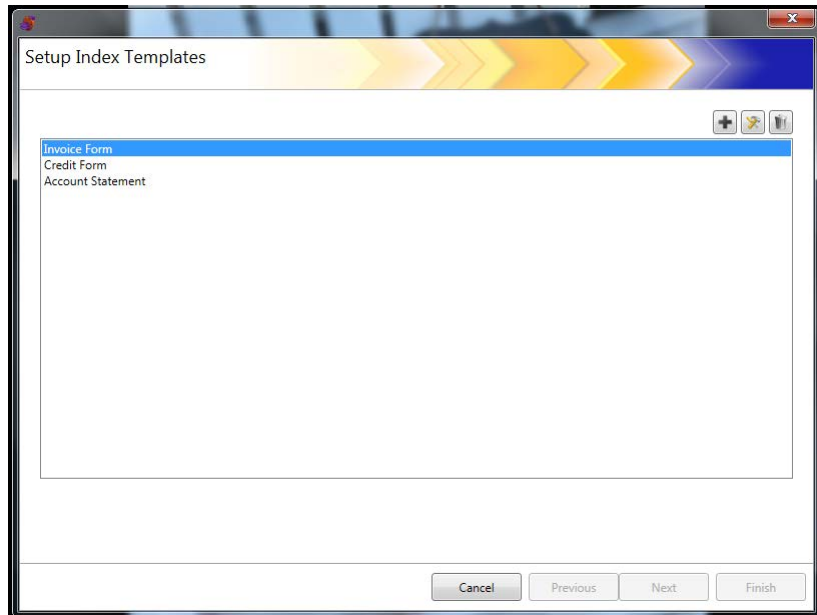 Setup Index Templates
Invoice Form
Credit Form
Account Statement
Cancel
Previous
Next
Finish